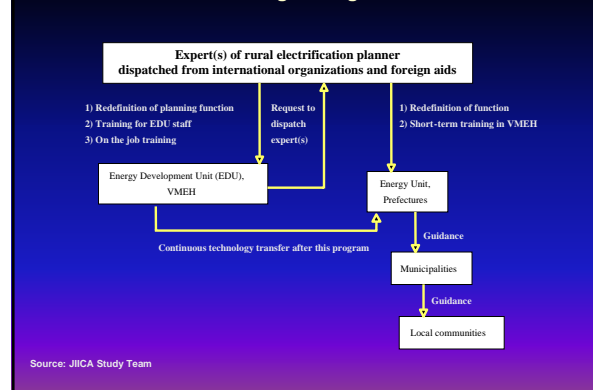 Expert(s) of rural electrification planner
dispatched from international organizations and foreign aids
1) Redefinition of planning function
2) Training for EDU staff
3) On the job training
Request to
dispatch
expert(s)
1) Redefinition of function
2) Short-term training in VMEH
Energy Development Unit (EDU),
VMEH
Energy Unit,
Prefectures
Continuous technology transfer after this program
Guidance
Municipalities
Guidance
Local communities
Source: JIICA Study Team